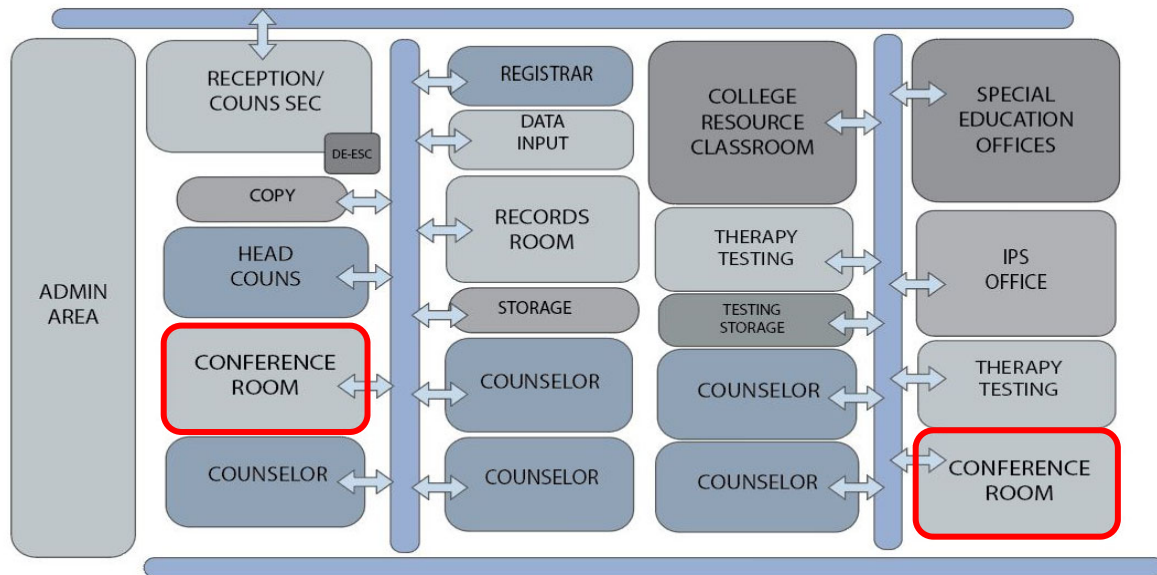 ADMIN
AREA
RECEPTION/
COUNS SEC
DE-ESC
COPY
HEAD
COUNS
CONFERENCE
ROOM
COUNSELOR
REGISTRAR
DATA
INPUT
RECORDS
ROOM
STORAGE
COUNSELOR
COUNSELOR
COLLEGE
RESOURCE
CLASSROOM
THERAPY
TESTING
TESTING
STORAGE
COUNSELOR
COUNSELOR
SPECIAL
EDUCATION
OFFICES
IPS
OFFICE
THERAPY
TESTING
CONFERENCE
ROOM